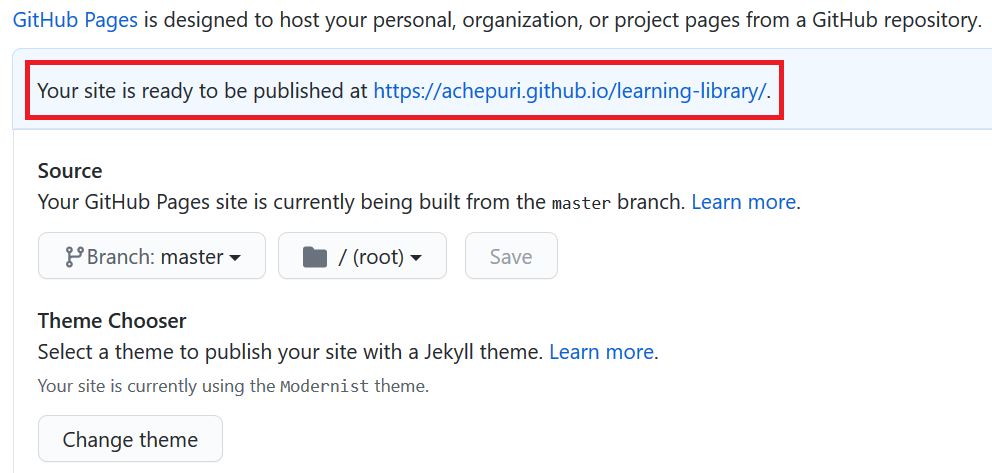 GitHub Pages is designed to host your personal, organization, or project pages from a GitHub repository.
Your site is ready to be published at https://achepuri.github.io/learning-library/.
Source
Your GitHub Pages site is currently being built from the master branch. Learn more.
Branch: master / (root) Save
Theme Chooser
Select a theme to publish your site with a Jekyll theme. Learn more.
Your site is currently using the Modernist theme.
Change theme